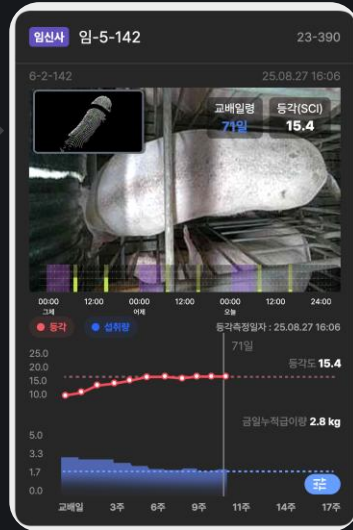 임신사 임-5-142 23-390
6-2-142 25.08.27 16:06
교배일령 등각(SCI)
71일 15.4
00:00 12:00 00:00 12:00 00:00 12:00 24:00
그제 어제 오늘
등각 섭취량 등각측정일자 : 25.08.27 16:06
71일
25.0
20.0 등각도 15.4
15.0
10.0
금일누적급이량 2.8 kg
5.0
3.3
1.7
0.0
교배일 3주 6주 9주 11주 14주 17주